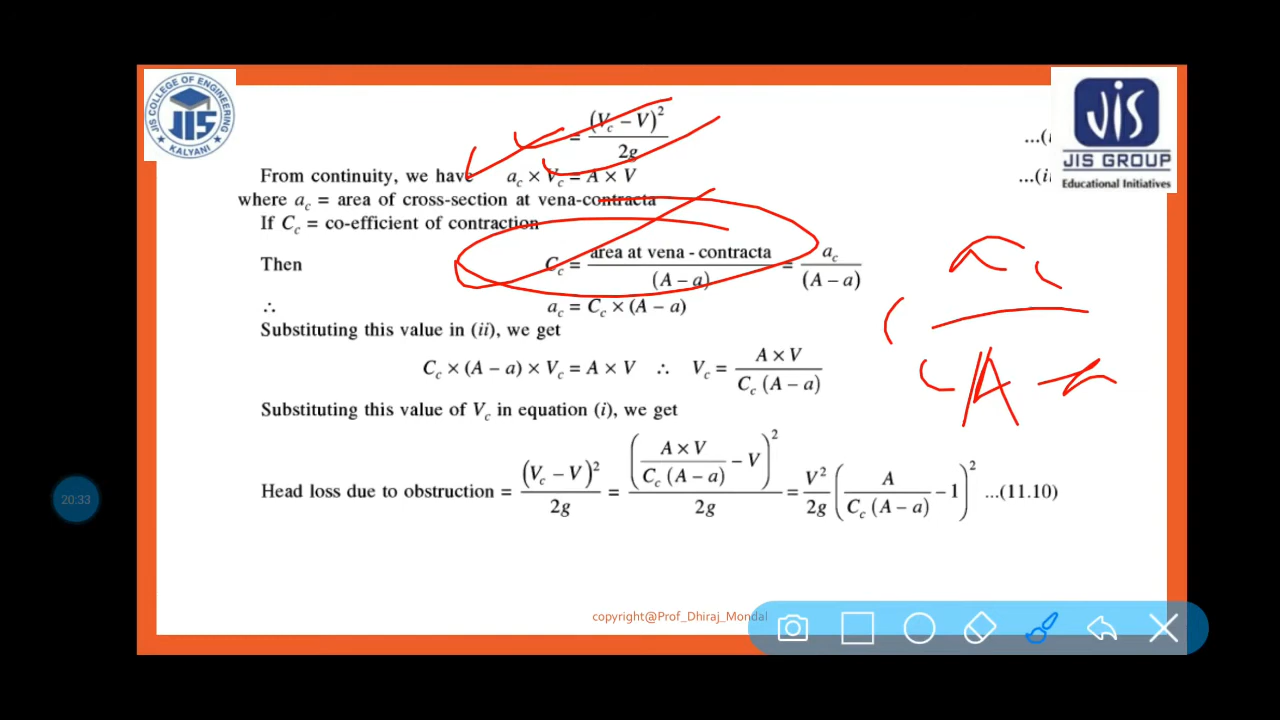 JIS COLLEGE OF ENGINEERING
JIS
KALYANI
JIS
JIS GROUP
Educational Initiatives
= (V_c − V)² / 2g ...(i
From continuity, we have a_c × V_c = A × V ...(ii
where a_c = area of cross-section at vena-contracta
If C_c = co-efficient of contraction
Then C_c = area at vena - contracta / (A − a) = a_c / (A − a)
∴ a_c = C_c × (A − a)
Substituting this value in (ii), we get
C_c × (A − a) × V_c = A × V ∴ V_c = A × V / C_c (A − a)
Substituting this value of V_c in equation (i), we get
Head loss due to obstruction = (V_c − V)² / 2g = (A × V / C_c (A − a) − V)² / 2g = V² / 2g (A / C_c (A − a) − 1)² ...(11.10)
a_c
(A − a
20:33
copyright@Prof_Dhiraj_Mondal